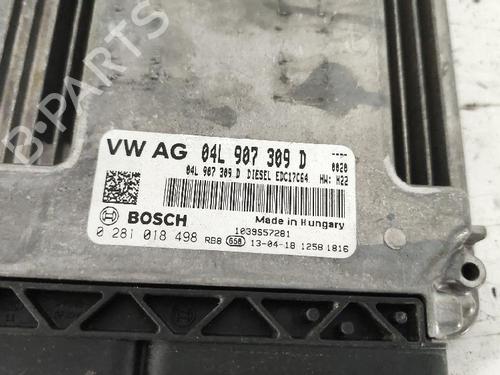 B-PARTS
VW AG 04L 907 309 D ----
04L 907 309 D DIESEL EDC17C64 0020
HW: H22
BOSCH Made in Hungary
1039S57281
0 281 018 498 RB8 658 13-04-18 1258 1816